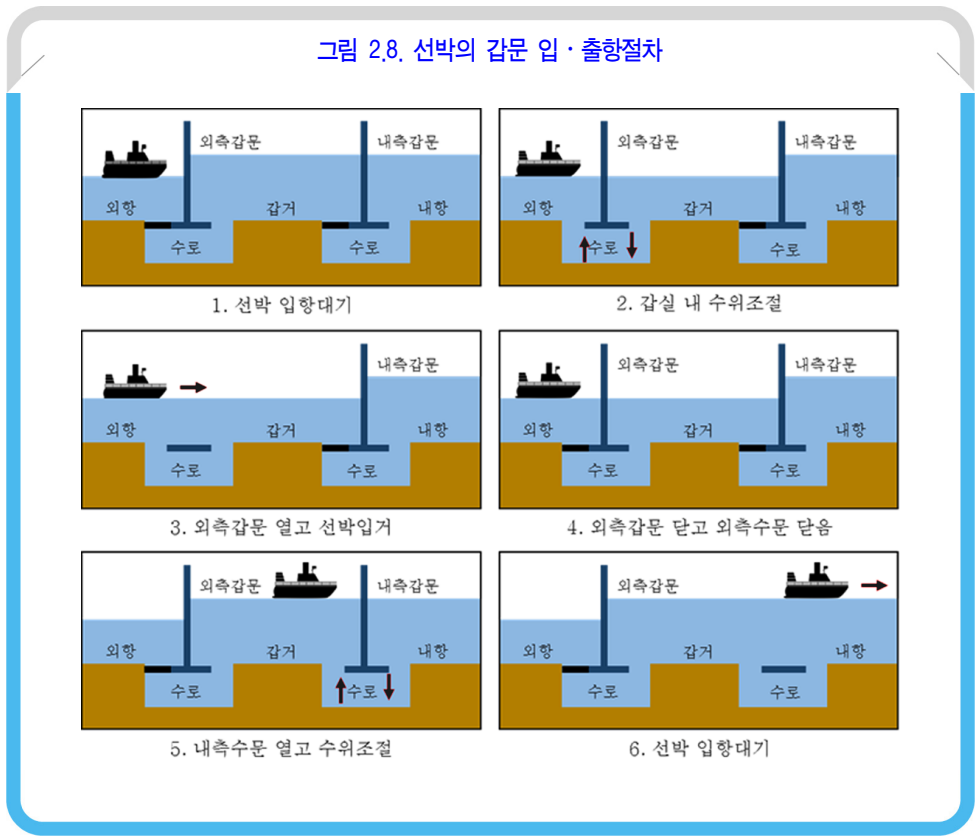 그림 2.8. 선박의 갑문 입·출항절차
외측갑문 내측갑문
외항 갑거 내항
수로 수로
1. 선박 입항대기
외측갑문 내측갑문
외항 갑거 내항
수로 수로
2. 갑실 내 수위조절
내측갑문
외항 갑거 내항
수로 수로
3. 외측갑문 열고 선박입거
외측갑문 내측갑문
외항 갑거 내항
수로 수로
4. 외측갑문 닫고 외측수문 닫음
외측갑문 내측갑문
외항 갑거 내항
수로 수로
5. 내측수문 열고 수위조절
외측갑문
외항 갑거 내항
수로 수로
6. 선박 입항대기